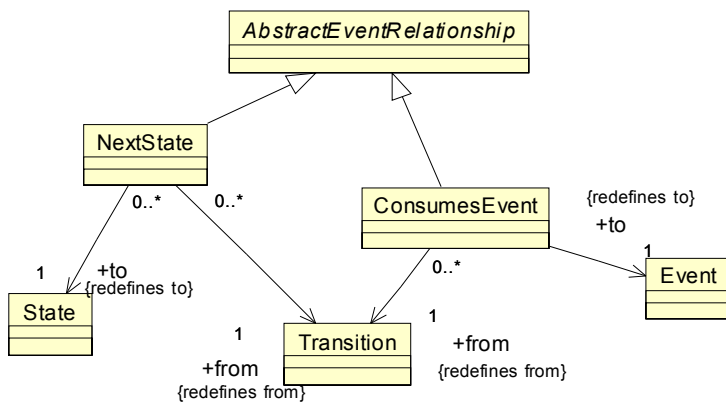 AbstractEventRelationship
NextState
0..*
0..*
ConsumesEvent
{redefines to}
+to
0..*
1
1
+to
{redefines to}
State
Event
1
+from
{redefines from}
Transition
1
+from
{redefines from}